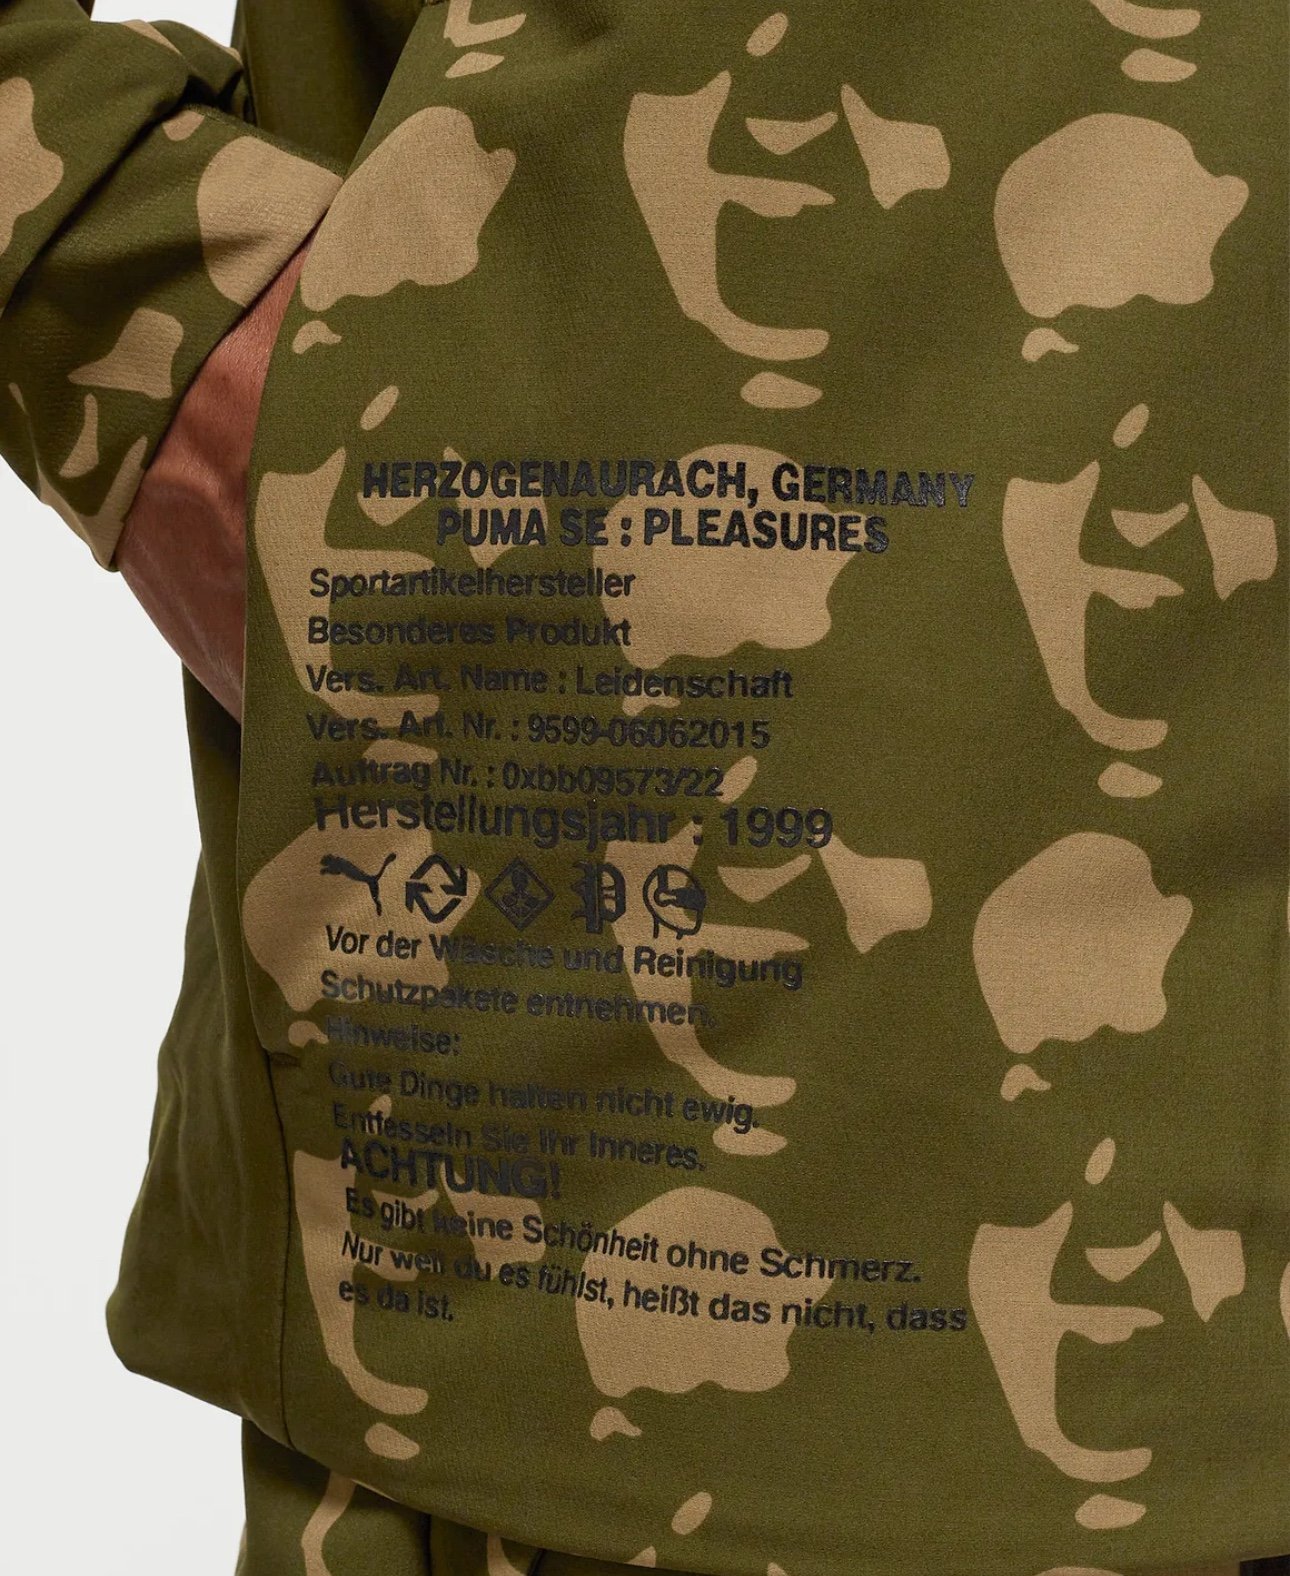 HERZOGENAURACH, GERMANY
PUMA SE : PLEASURES
Sportartikelhersteller
Besonderes Produkt
Vers. Art. Name : Leidenschaft
Vers. Art. Nr. : 9599-06062015
Auftrag Nr. : 0xbb09573/22
Herstellungsjahr : 1999
P
Vor der Wäsche und Reinigung
Schutzpakete entnehmen.
Hinweise:
Gute Dinge halten nicht ewig.
Entfesseln Sie Ihr Inneres.
ACHTUNG!
Es gibt keine Schönheit ohne Schmerz.
Nur weil du es fühlst, heißt das nicht, dass
es da ist.